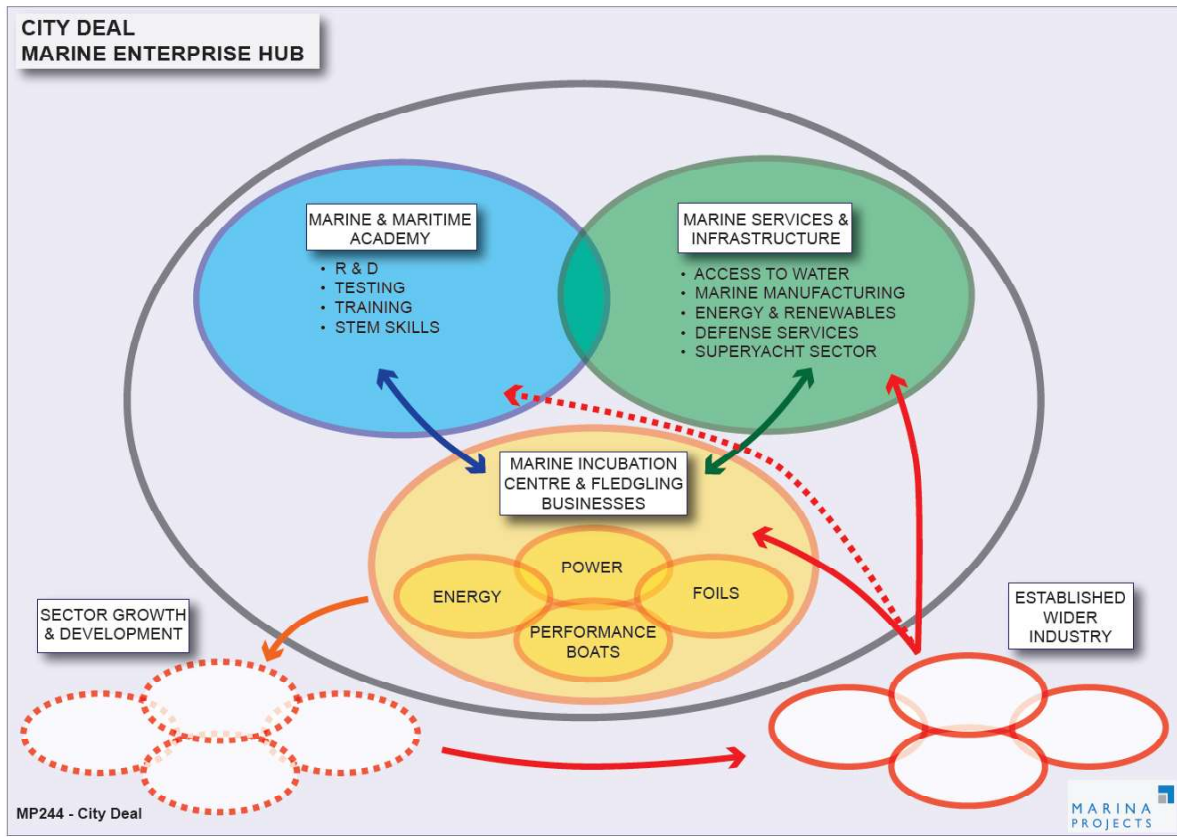 CITY DEAL
MARINE ENTERPRISE HUB
MARINE & MARITIME
ACADEMY
• R & D
• TESTING
• TRAINING
• STEM SKILLS
MARINE SERVICES &
INFRASTRUCTURE
• ACCESS TO WATER
• MARINE MANUFACTURING
• ENERGY & RENEWABLES
• DEFENSE SERVICES
• SUPERYACHT SECTOR
MARINE INCUBATION
CENTRE & FLEDGLING
BUSINESSES
POWER
ENERGY
FOILS
PERFORMANCE
BOATS
SECTOR GROWTH
& DEVELOPMENT
ESTABLISHED
WIDER
INDUSTRY
MP244 - City Deal
MARINA
PROJECTS